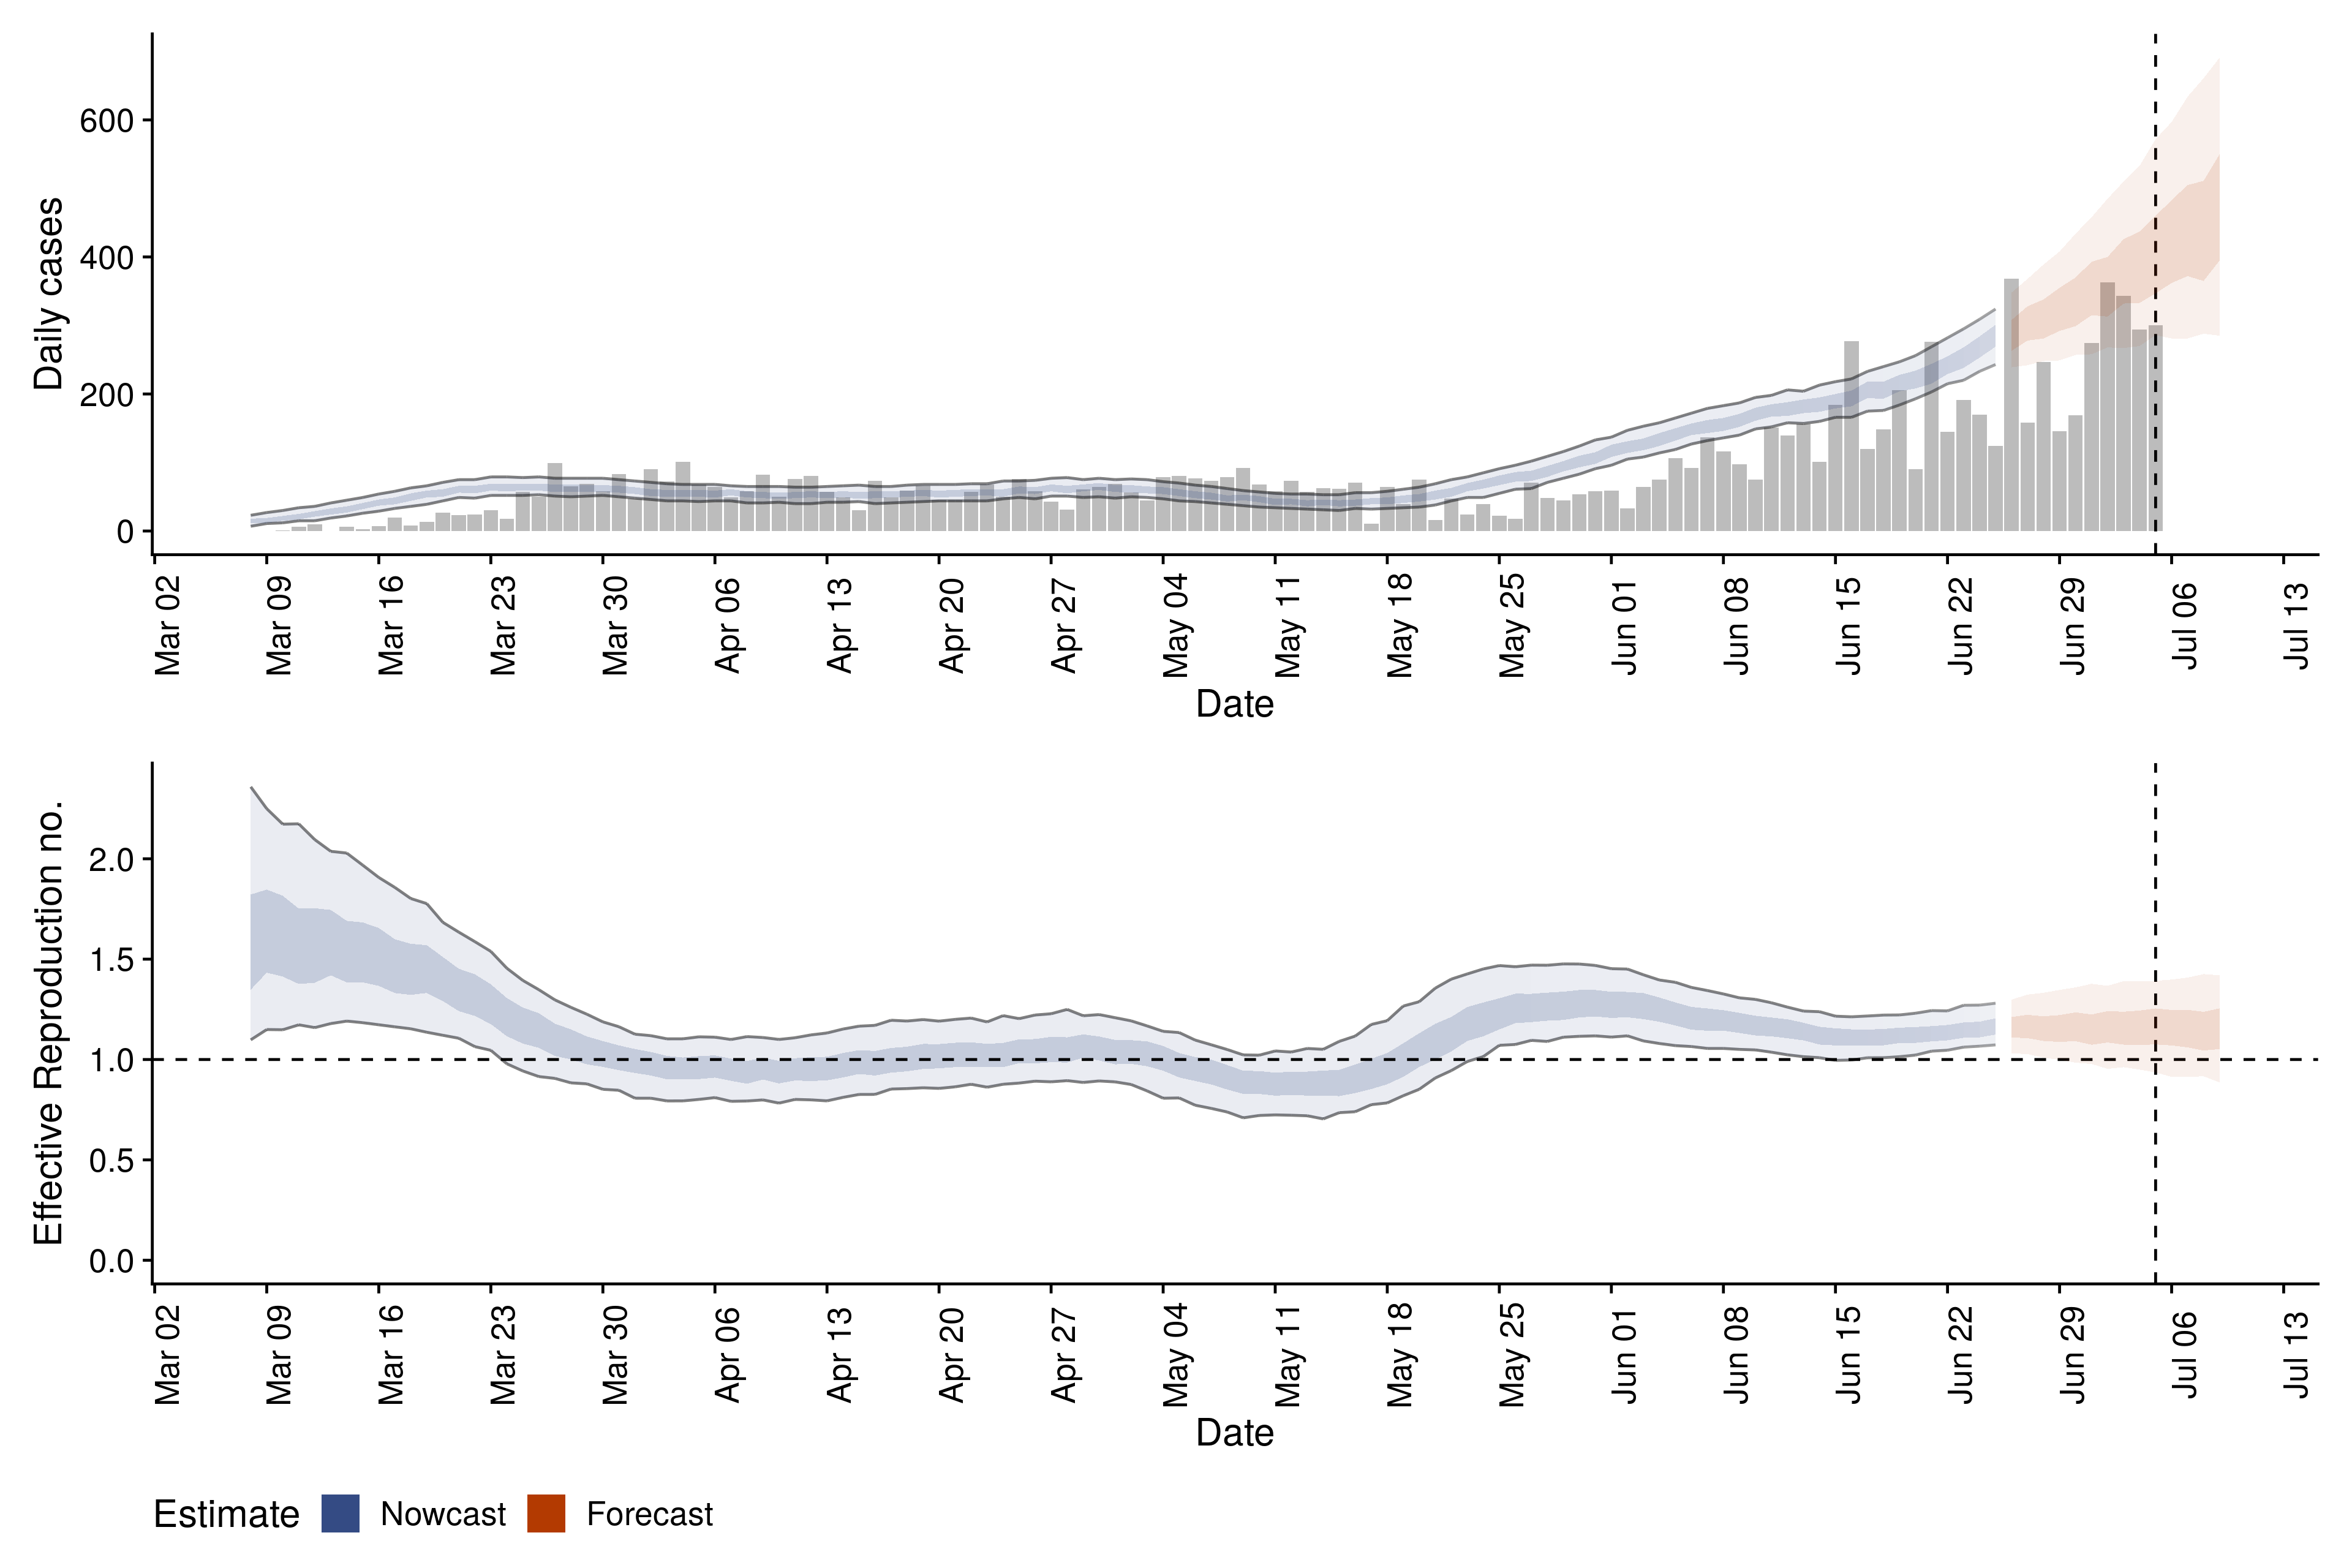 Daily cases
600
400
200
0
Mar 02 Mar 09 Mar 16 Mar 23 Mar 30 Apr 06 Apr 13 Apr 20 Apr 27 May 04 May 11 May 18 May 25 Jun 01 Jun 08 Jun 15 Jun 22 Jun 29 Jul 06 Jul 13
Date
Effective Reproduction no.
2.0
1.5
1.0
0.5
0.0
Mar 02 Mar 09 Mar 16 Mar 23 Mar 30 Apr 06 Apr 13 Apr 20 Apr 27 May 04 May 11 May 18 May 25 Jun 01 Jun 08 Jun 15 Jun 22 Jun 29 Jul 06 Jul 13
Date
Estimate Nowcast Forecast